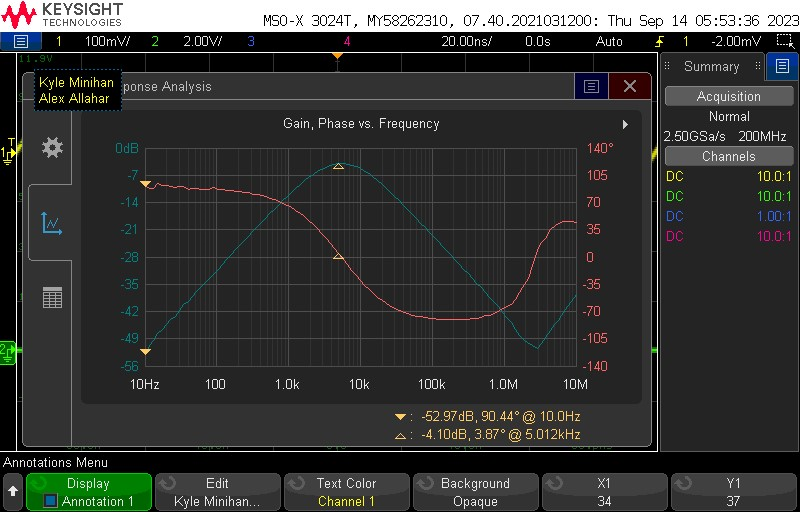 KEYSIGHT
TECHNOLOGIES
MSO-X 3024T, MY58262310, 07.40.2021031200: Thu Sep 14 05:53:36 2023
1 100mV/ 2 2.00V/ 3 4 20.00ns/ 0.0s Auto 1 -2.00mV
11.9V
Kyle Minihan
Alex Allahar
ponse Analysis
Summary
Acquisition
Normal
2.50GSa/s 200MHz
Channels
DC 10.0:1
DC 10.0:1
DC 1.00:1
DC 10.0:1
T
1
2
Gain, Phase vs. Frequency
0dB 140°
-7 105
-14 70
-21 35
-28 0
-35 -35
-42 -70
-49 -105
-56 -140
10Hz 100 1.0k 10k 100k 1.0M 10M
: -52.97dB, 90.44° @ 10.0Hz
: -4.10dB, 3.87° @ 5.012kHz
Annotations Menu
Display
Annotation 1
Edit
Kyle Minihan...
Text Color
Channel 1
Background
Opaque
X1
34
Y1
37